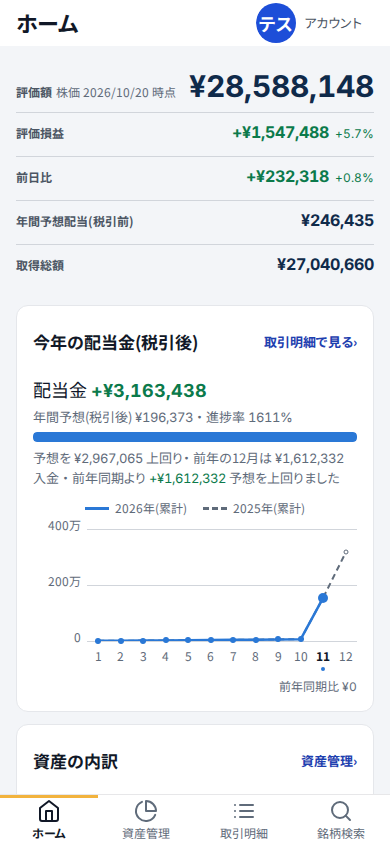 ホーム
テス アカウント
評価額 株価 2026/10/20 時点 ¥28,588,148
評価損益 +¥1,547,488 +5.7%
前日比 +¥232,318 +0.8%
年間予想配当(税引前) ¥246,435
取得総額 ¥27,040,660
今年の配当金(税引後) 取引明細で見る›
配当金 +¥3,163,438
年間予想(税引後) ¥196,373・進捗率 1611%
予想を ¥2,967,065 上回り・前年の12月は ¥1,612,332
入金・前年同期より +¥1,612,332 予想を上回りました
2026年(累計) 2025年(累計)
400万
200万
0
1 2 3 4 5 6 7 8 9 10 11 12
前年同期比 ¥0
資産の内訳 資産管理›
ホーム 資産管理 取引明細 銘柄検索